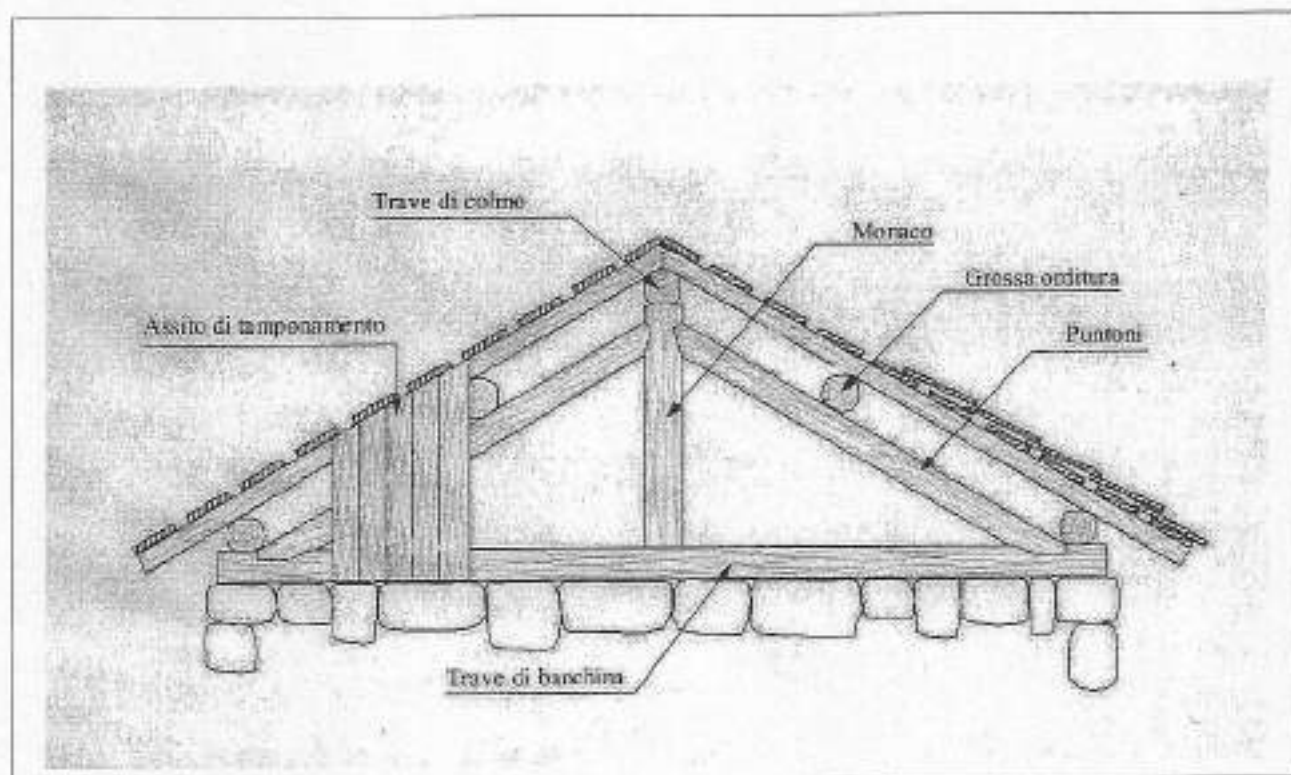 Trave di colmo
Monaco
Grossa orditura
Assito di tamponamento
Puntoni
Trave di banchina